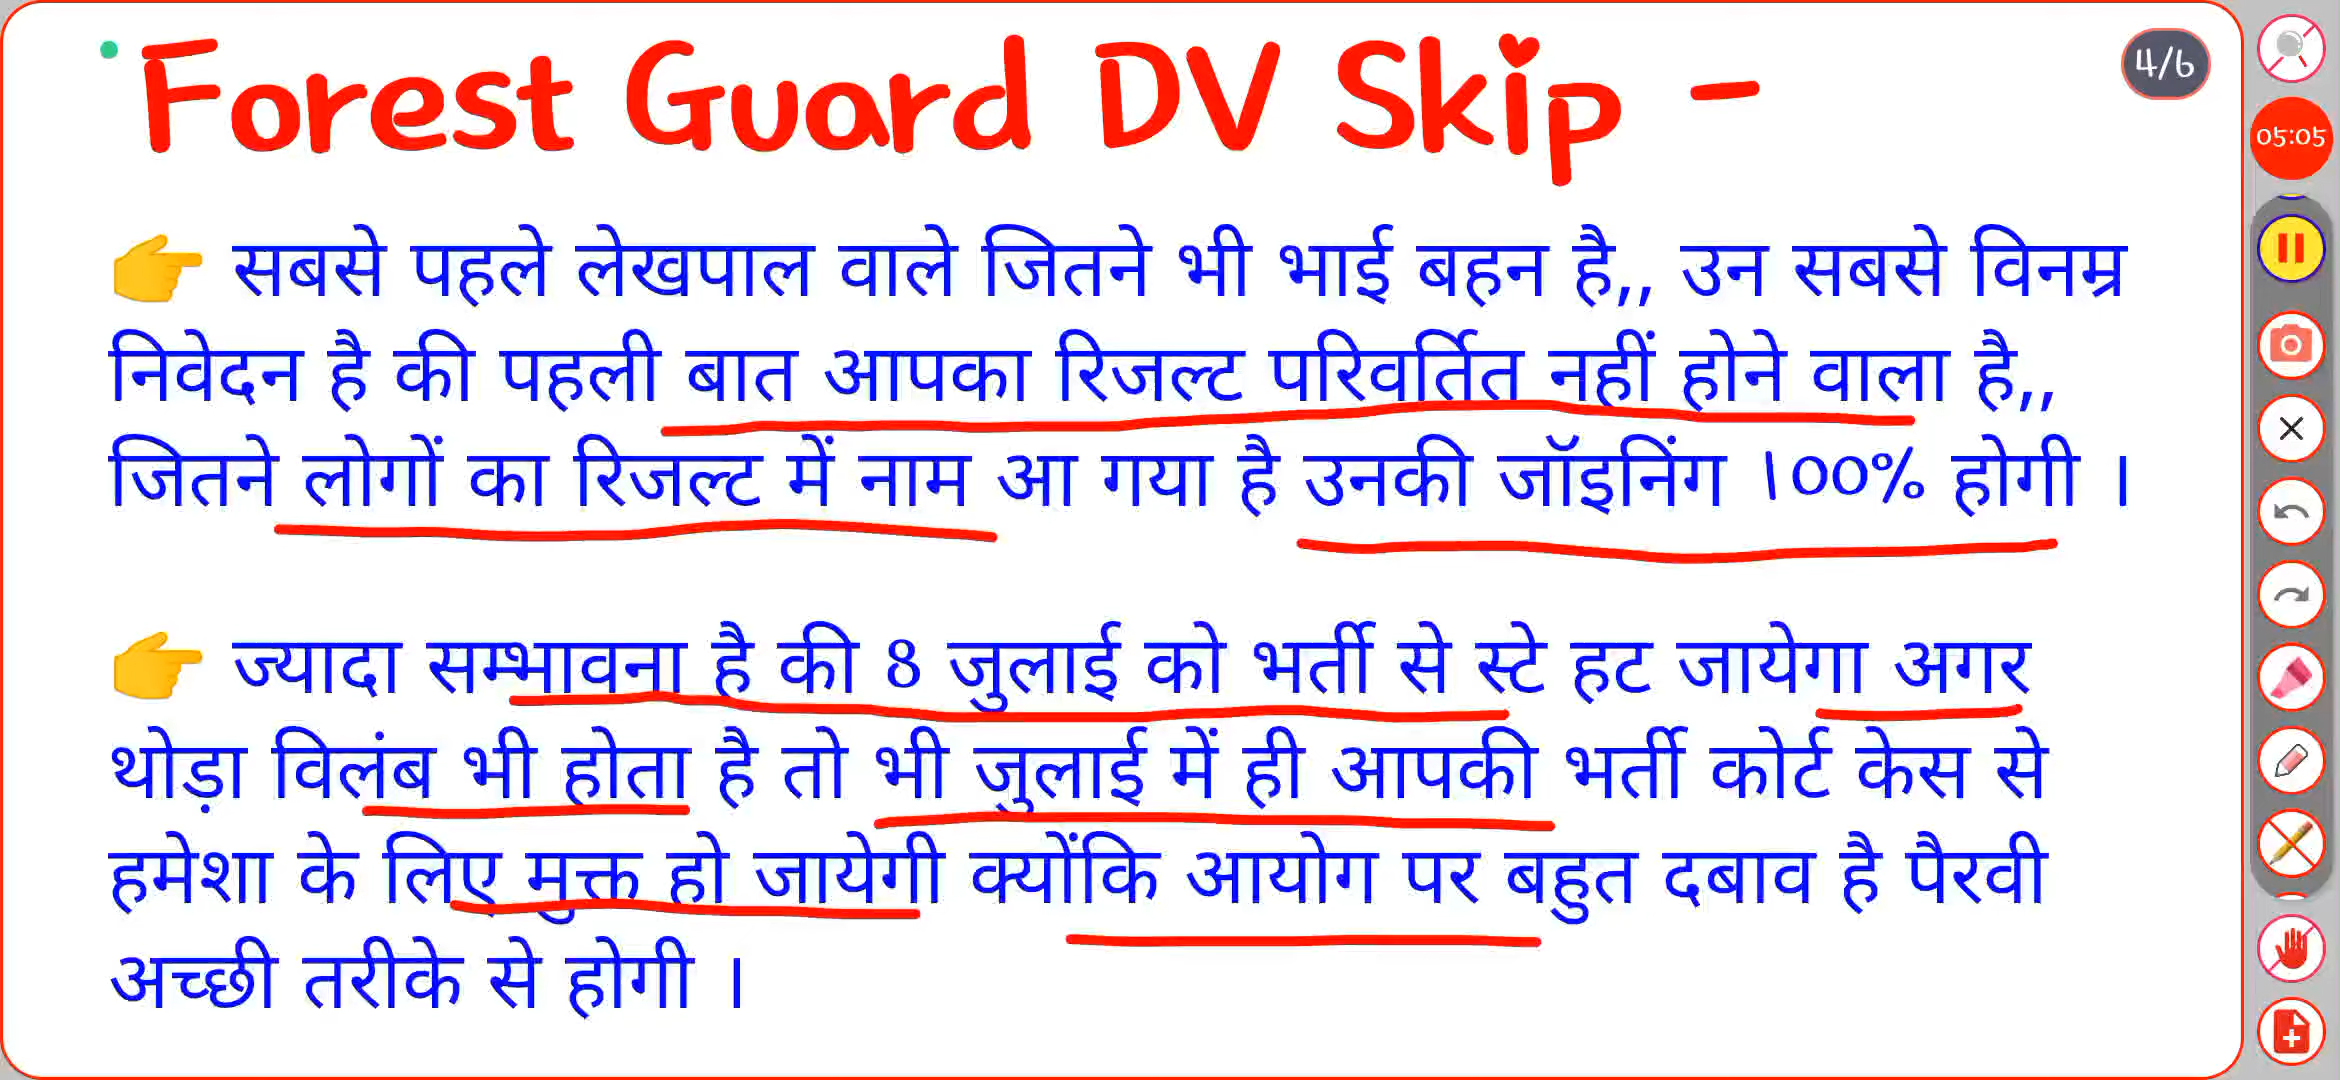 Forest Guard DV Skip -
4/6
05:05
👉 सबसे पहले लेखपाल वाले जितने भी भाई बहन है,, उन सबसे विनम्र
निवेदन है की पहली बात आपका रिजल्ट परिवर्तित नहीं होने वाला है,,
जितने लोगों का रिजल्ट में नाम आ गया है उनकी जॉइनिंग 100% होगी ।
👉 ज्यादा सम्भावना है की 8 जुलाई को भर्ती से स्टे हट जायेगा अगर
थोड़ा विलंब भी होता है तो भी जुलाई में ही आपकी भर्ती कोर्ट केस से
हमेशा के लिए मुक्त हो जायेगी क्योंकि आयोग पर बहुत दबाव है पैरवी
अच्छी तरीके से होगी ।